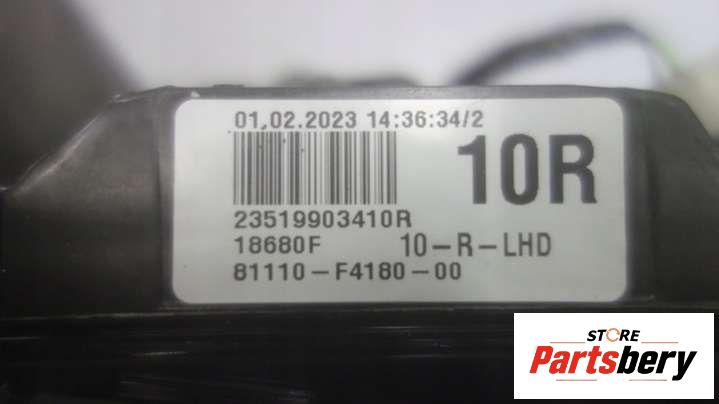 01,02.2023 14:36:34/2
10R
23519903410R
18680F 10-R-LHD
81110-F4180-00
STORE
Partsbery